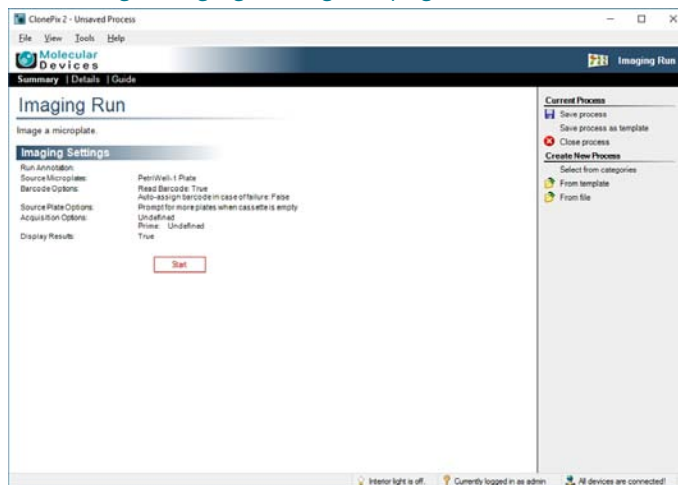 ClonePix 2 - Unsaved Process
File View Tools Help
Molecular
Devices
Imaging Run
Summary | Details | Guide
Imaging Run
Image a microplate.
Imaging Settings
Run Annotation:
Source Microplates: PetriWell-1 Plate
Barcode Options: Read Barcode: True
Auto-assign barcode in case of failure: False
Source Plate Options: Prompt for more plates when cassette is empty
Acquisition Options: Undefined
Prime: Undefined
Display Results: True
Start
Current Process
Save process
Save process as template
Close process
Create New Process
Select from categories
From template
From file
Interior light is off. Currently logged in as admin All devices are connected!